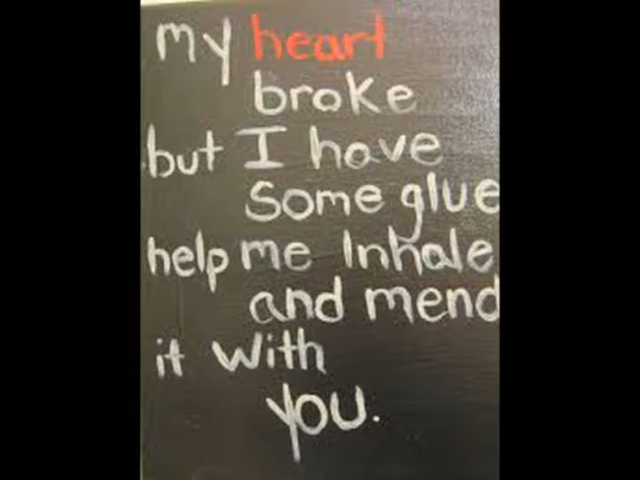 my heart
broke
but I have
some glue
help me Inhale
and mend
it with
you.